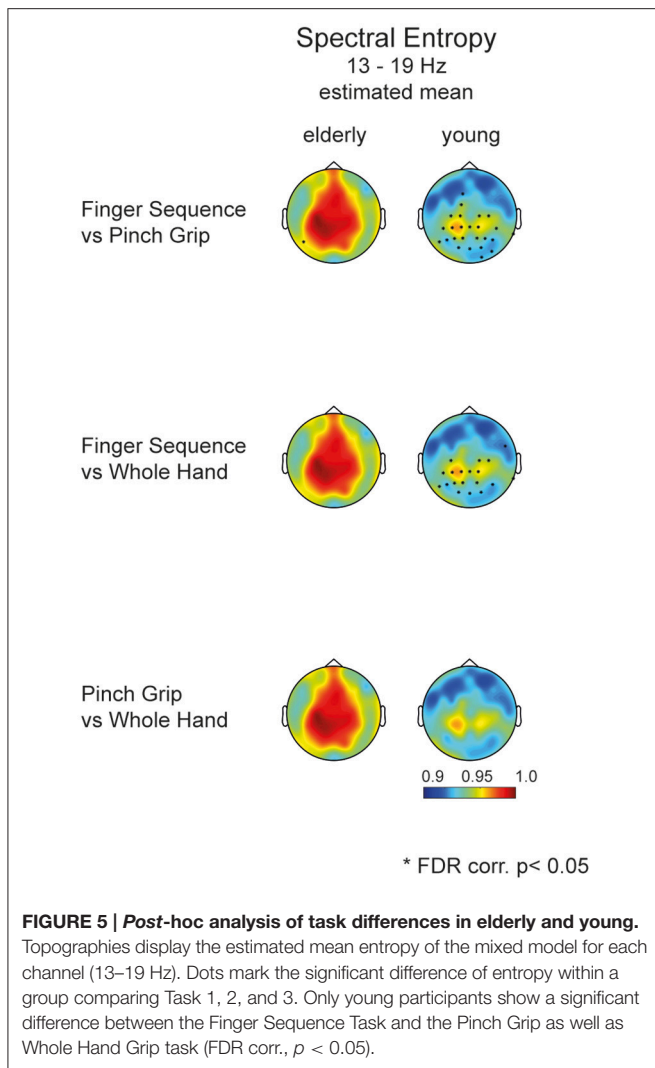 Spectral Entropy
13 - 19 Hz
estimated mean
elderly young
Finger Sequence
vs Pinch Grip
Finger Sequence
vs Whole Hand
Pinch Grip
vs Whole Hand
0.9 0.95 1.0
* FDR corr. p< 0.05
FIGURE 5 | Post-hoc analysis of task differences in elderly and young.
Topographies display the estimated mean entropy of the mixed model for each
channel (13–19 Hz). Dots mark the significant difference of entropy within a
group comparing Task 1, 2, and 3. Only young participants show a significant
difference between the Finger Sequence Task and the Pinch Grip as well as
Whole Hand Grip task (FDR corr., p < 0.05).